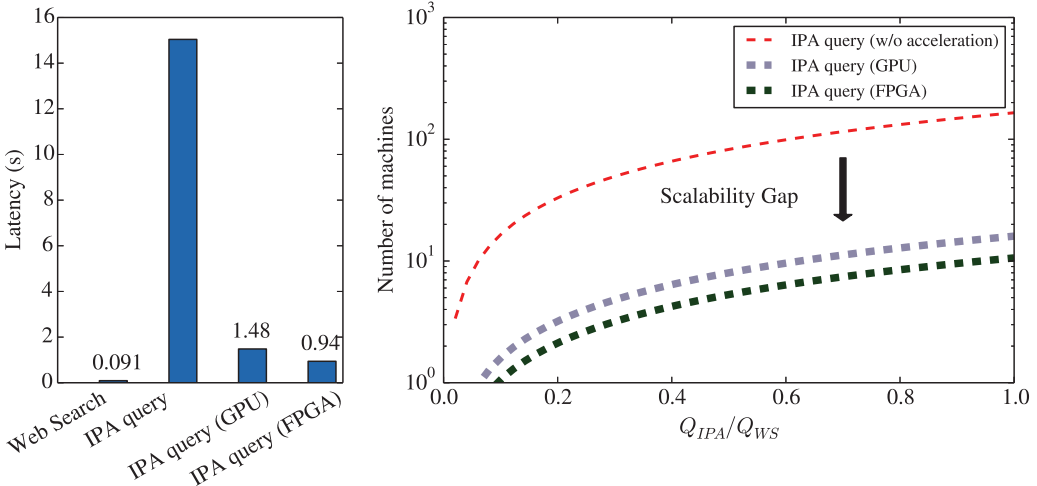 16
14
12
10
8
6
4
2
0
Latency (s)
0.091
1.48
0.94
Web Search
IPA query
IPA query (GPU)
IPA query (FPGA)
10^3
10^2
10^1
10^0
Number of machines
IPA query (w/o acceleration)
IPA query (GPU)
IPA query (FPGA)
Scalability Gap
0.0 0.2 0.4 0.6 0.8 1.0
Q_IPA/Q_WS